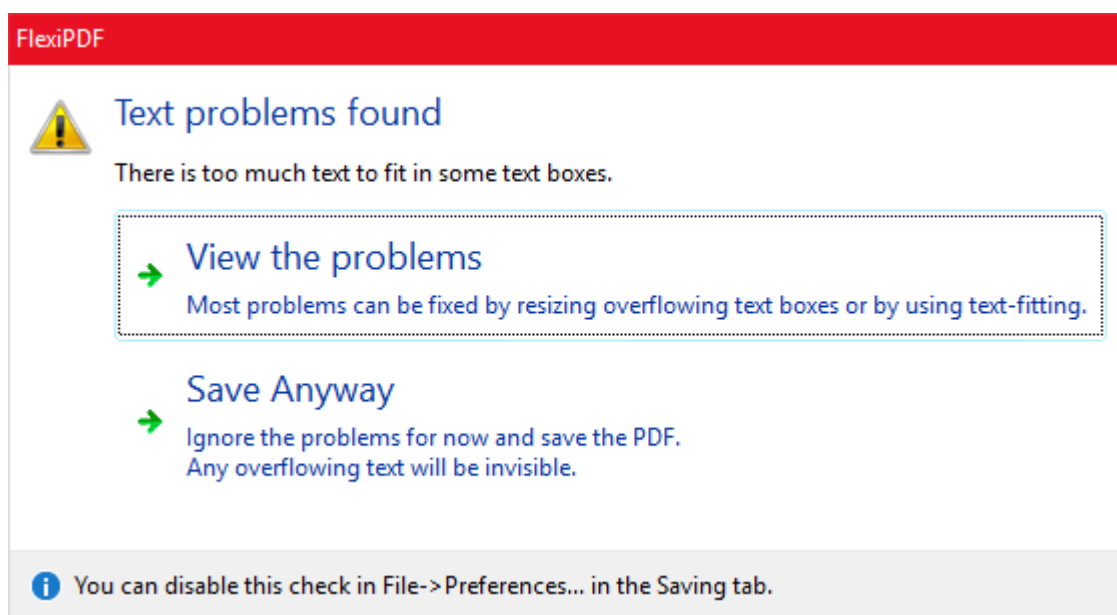 FlexiPDF
Text problems found
There is too much text to fit in some text boxes.
View the problems
Most problems can be fixed by resizing overflowing text boxes or by using text-fitting.
Save Anyway
Ignore the problems for now and save the PDF.
Any overflowing text will be invisible.
You can disable this check in File->Preferences... in the Saving tab.